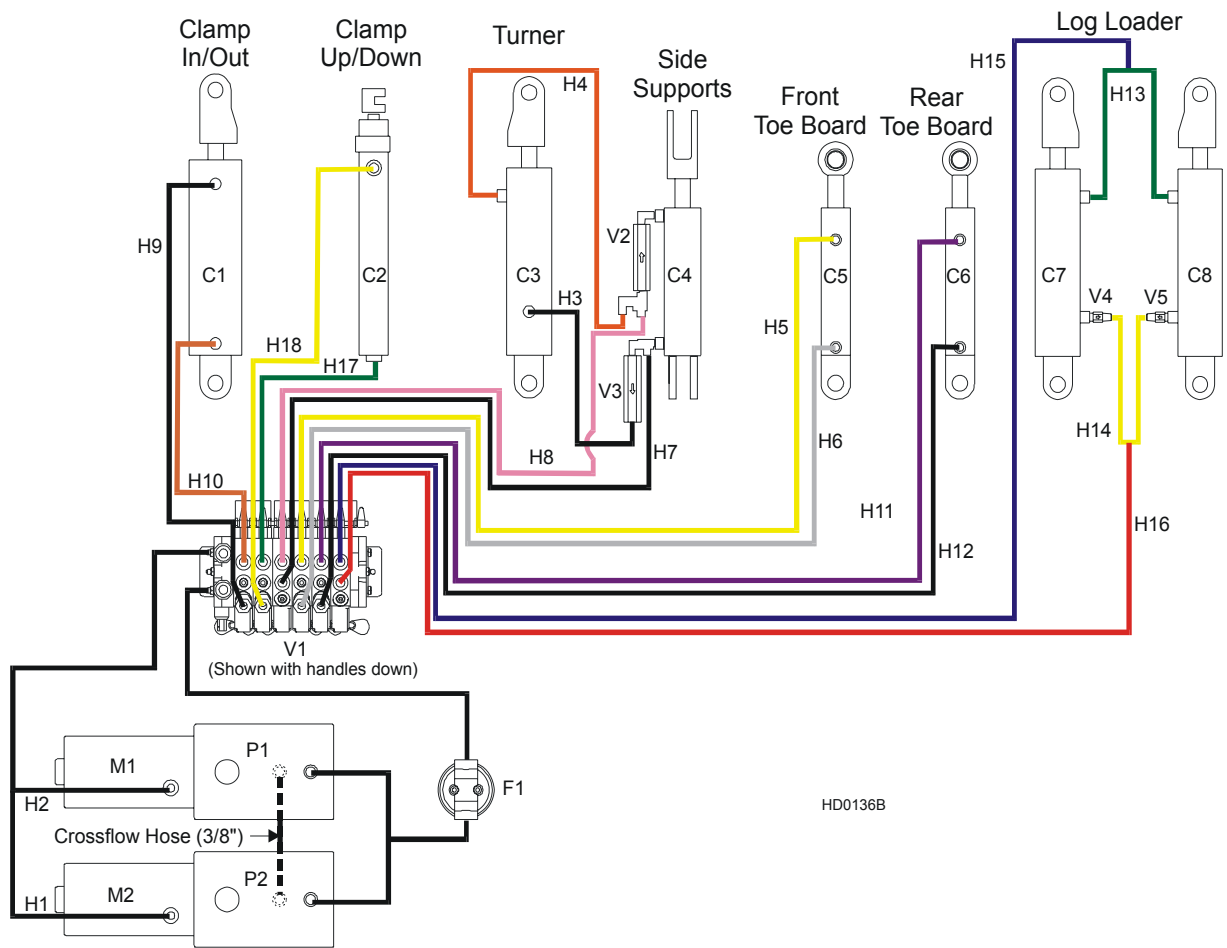 Clamp
In/Out
Clamp
Up/Down
Turner
Side
Supports
Front
Toe Board
Rear
Toe Board
Log Loader
H15
H4
H13
H9
V2
C1
C2
C3
C4
C5
C6
C7
C8
H3
V4
V5
H5
H18
H17
V3
H14
H8
H7
H6
H10
H11
H16
H12
V1
(Shown with handles down)
M1
P1
F1
H2
HD0136B
Crossflow Hose (3/8")
M2
P2
H1